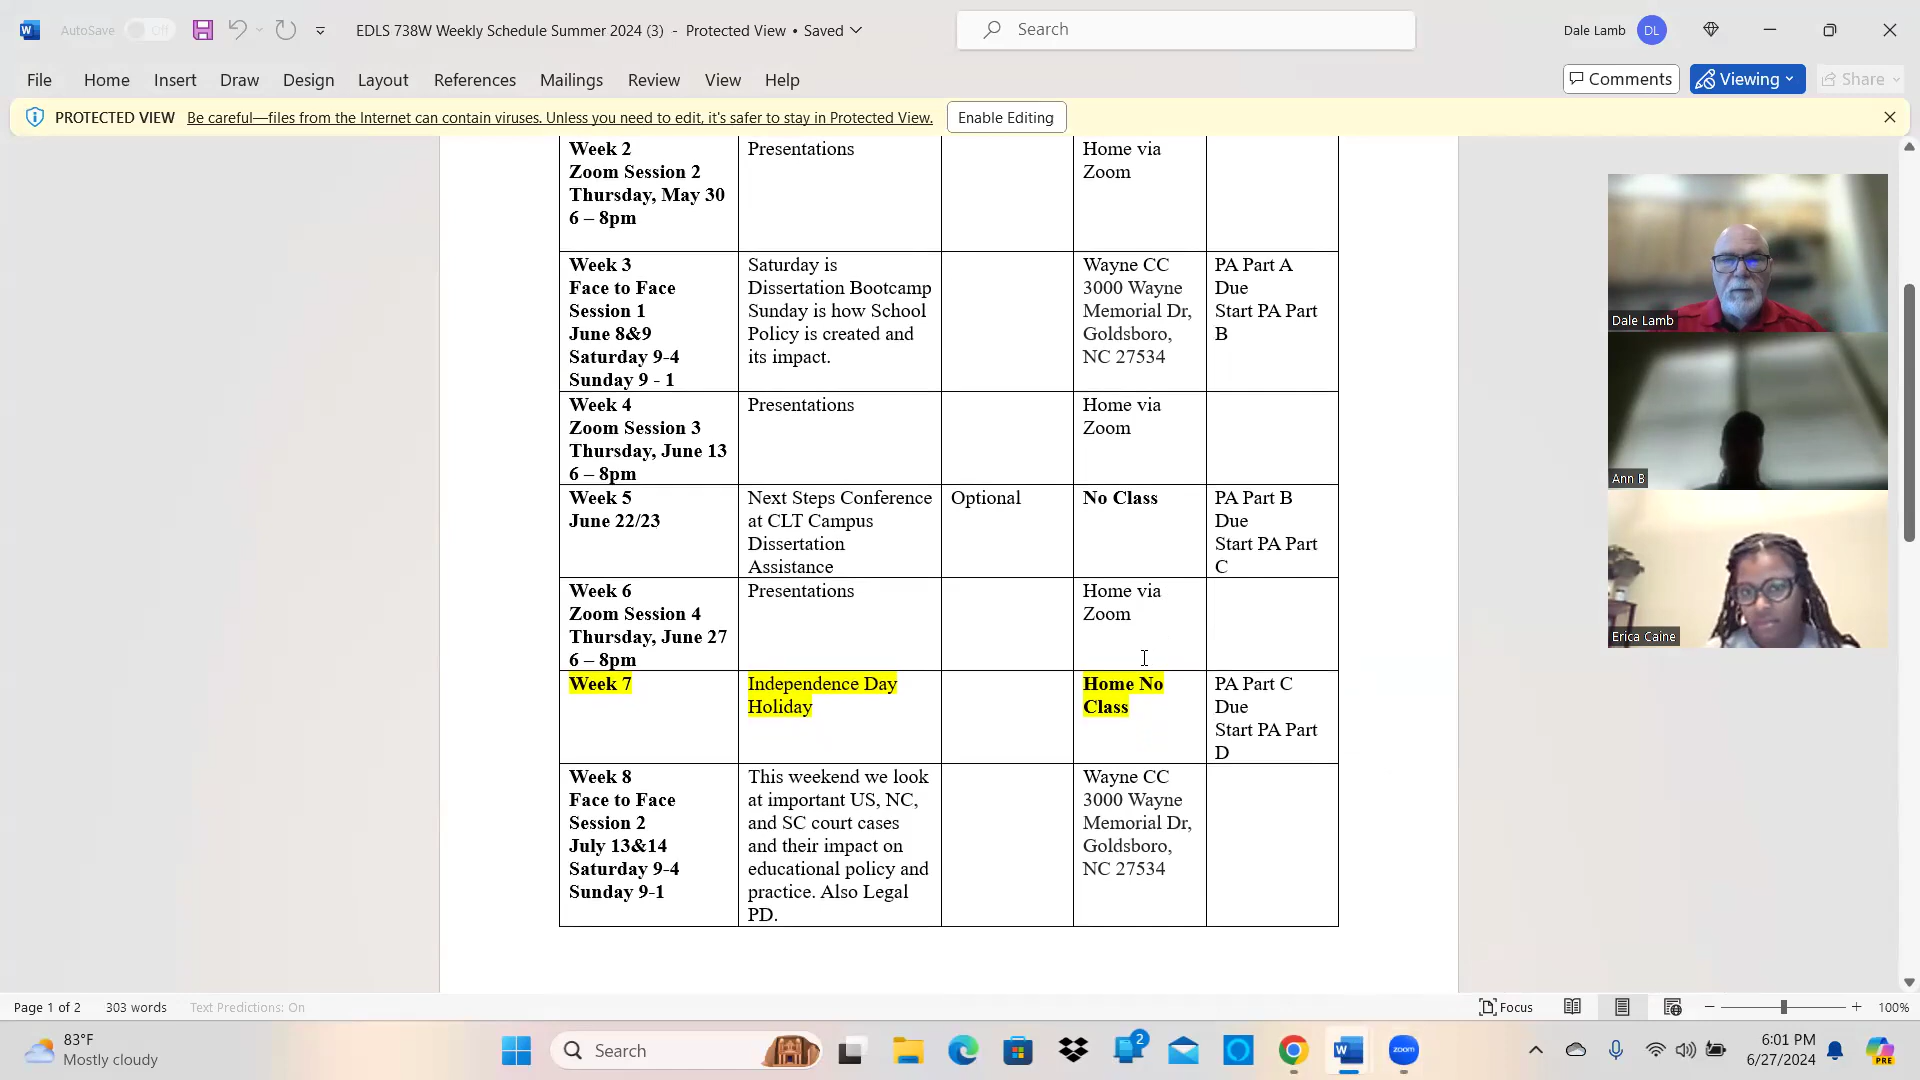 AutoSave Off
EDLS 738W Weekly Schedule Summer 2024 (3) - Protected View • Saved
Search
Dale Lamb DL
File Home Insert Draw Design Layout References Mailings Review View Help
Comments Viewing Share
PROTECTED VIEW Be careful—files from the Internet can contain viruses. Unless you need to edit, it's safer to stay in Protected View. Enable Editing
Week 2
Zoom Session 2
Thursday, May 30
6 – 8pm
Presentations
Home via
Zoom
Week 3
Face to Face
Session 1
June 8&9
Saturday 9-4
Sunday 9 - 1
Saturday is
Dissertation Bootcamp
Sunday is how School
Policy is created and
its impact.
Wayne CC
3000 Wayne
Memorial Dr,
Goldsboro,
NC 27534
PA Part A
Due
Start PA Part
B
Week 4
Zoom Session 3
Thursday, June 13
6 – 8pm
Presentations
Home via
Zoom
Week 5
June 22/23
Next Steps Conference
at CLT Campus
Dissertation
Assistance
Optional
No Class
PA Part B
Due
Start PA Part
C
Week 6
Zoom Session 4
Thursday, June 27
6 – 8pm
Presentations
Home via
Zoom
Week 7
Independence Day
Holiday
Home No
Class
PA Part C
Due
Start PA Part
D
Week 8
Face to Face
Session 2
July 13&14
Saturday 9-4
Sunday 9-1
This weekend we look
at important US, NC,
and SC court cases
and their impact on
educational policy and
practice. Also Legal
PD.
Wayne CC
3000 Wayne
Memorial Dr,
Goldsboro,
NC 27534
Dale Lamb
Ann B
Erica Caine
Page 1 of 2 303 words Text Predictions: On
Focus
100%
83°F
Mostly cloudy
Search
2
zoom
6:01 PM
6/27/2024
PRE